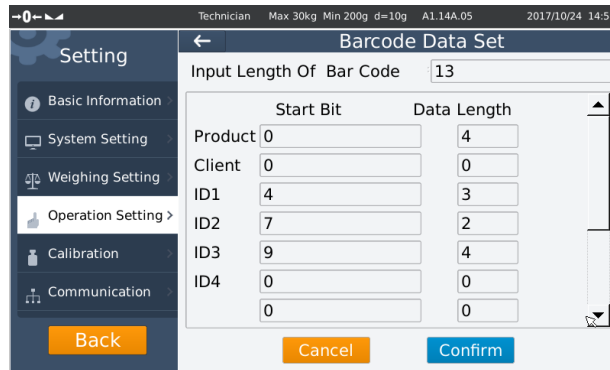 →0← Technician Max 30kg Min 200g d=10g A1.14A.05 2017/10/24 14:5
Setting
← Barcode Data Set
Input Length Of Bar Code 13
Basic Information >
System Setting >
Weighing Setting >
Operation Setting >
Calibration >
Communication >
Back
Start Bit Data Length
Product 0 4
Client 0 0
ID1 4 3
ID2 7 2
ID3 9 4
ID4 0 0
0 0
Cancel Confirm